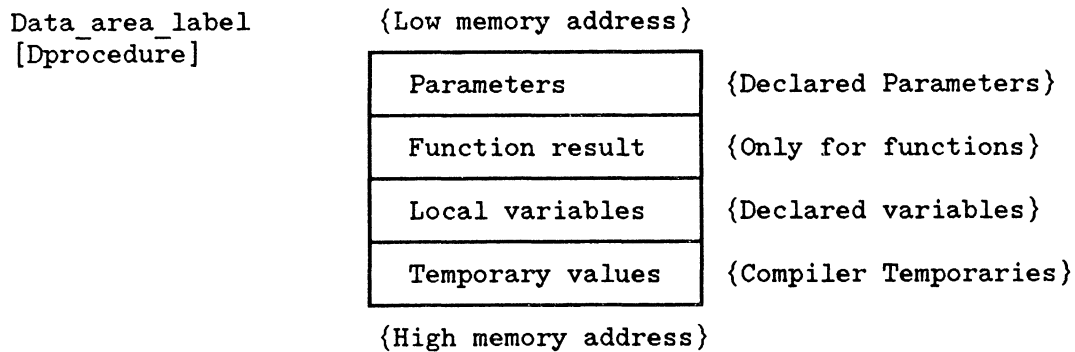 Data_area_label {Low memory address}
[Dprocedure]
Parameters {Declared Parameters}
Function result {Only for functions}
Local variables {Declared variables}
Temporary values {Compiler Temporaries}
{High memory address}